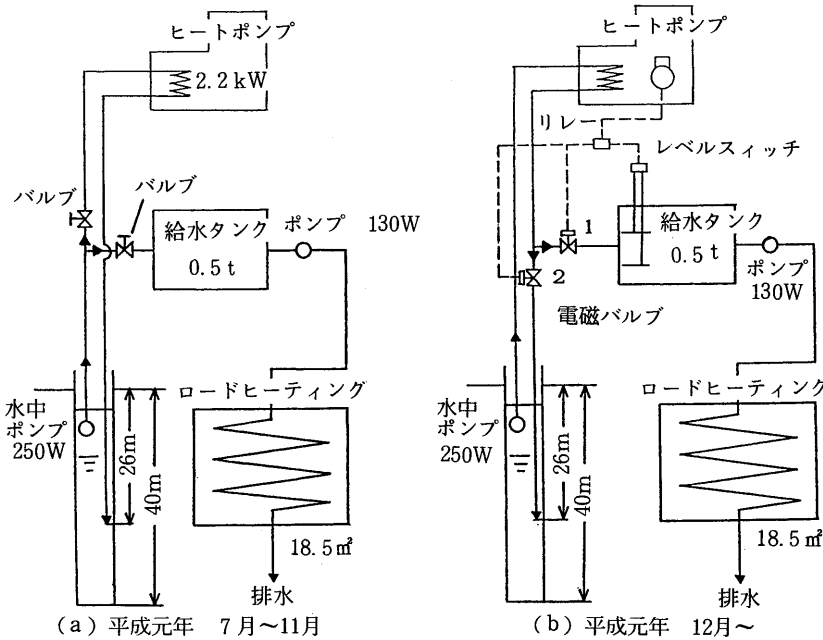 ヒートポンプ
2.2kW
バルブ
バルブ
給水タンク
0.5t
ポンプ 130W
水中
ポンプ
250W
26m
40m
ロードヒーティング
18.5㎡
排水
(a) 平成元年 7月〜11月
ヒートポンプ
リレー
レベルスィッチ
1
給水タンク
0.5t
ポンプ
130W
2
電磁バルブ
水中
ポンプ
250W
26m
40m
ロードヒーティング
18.5㎡
排水
(b) 平成元年 12月〜